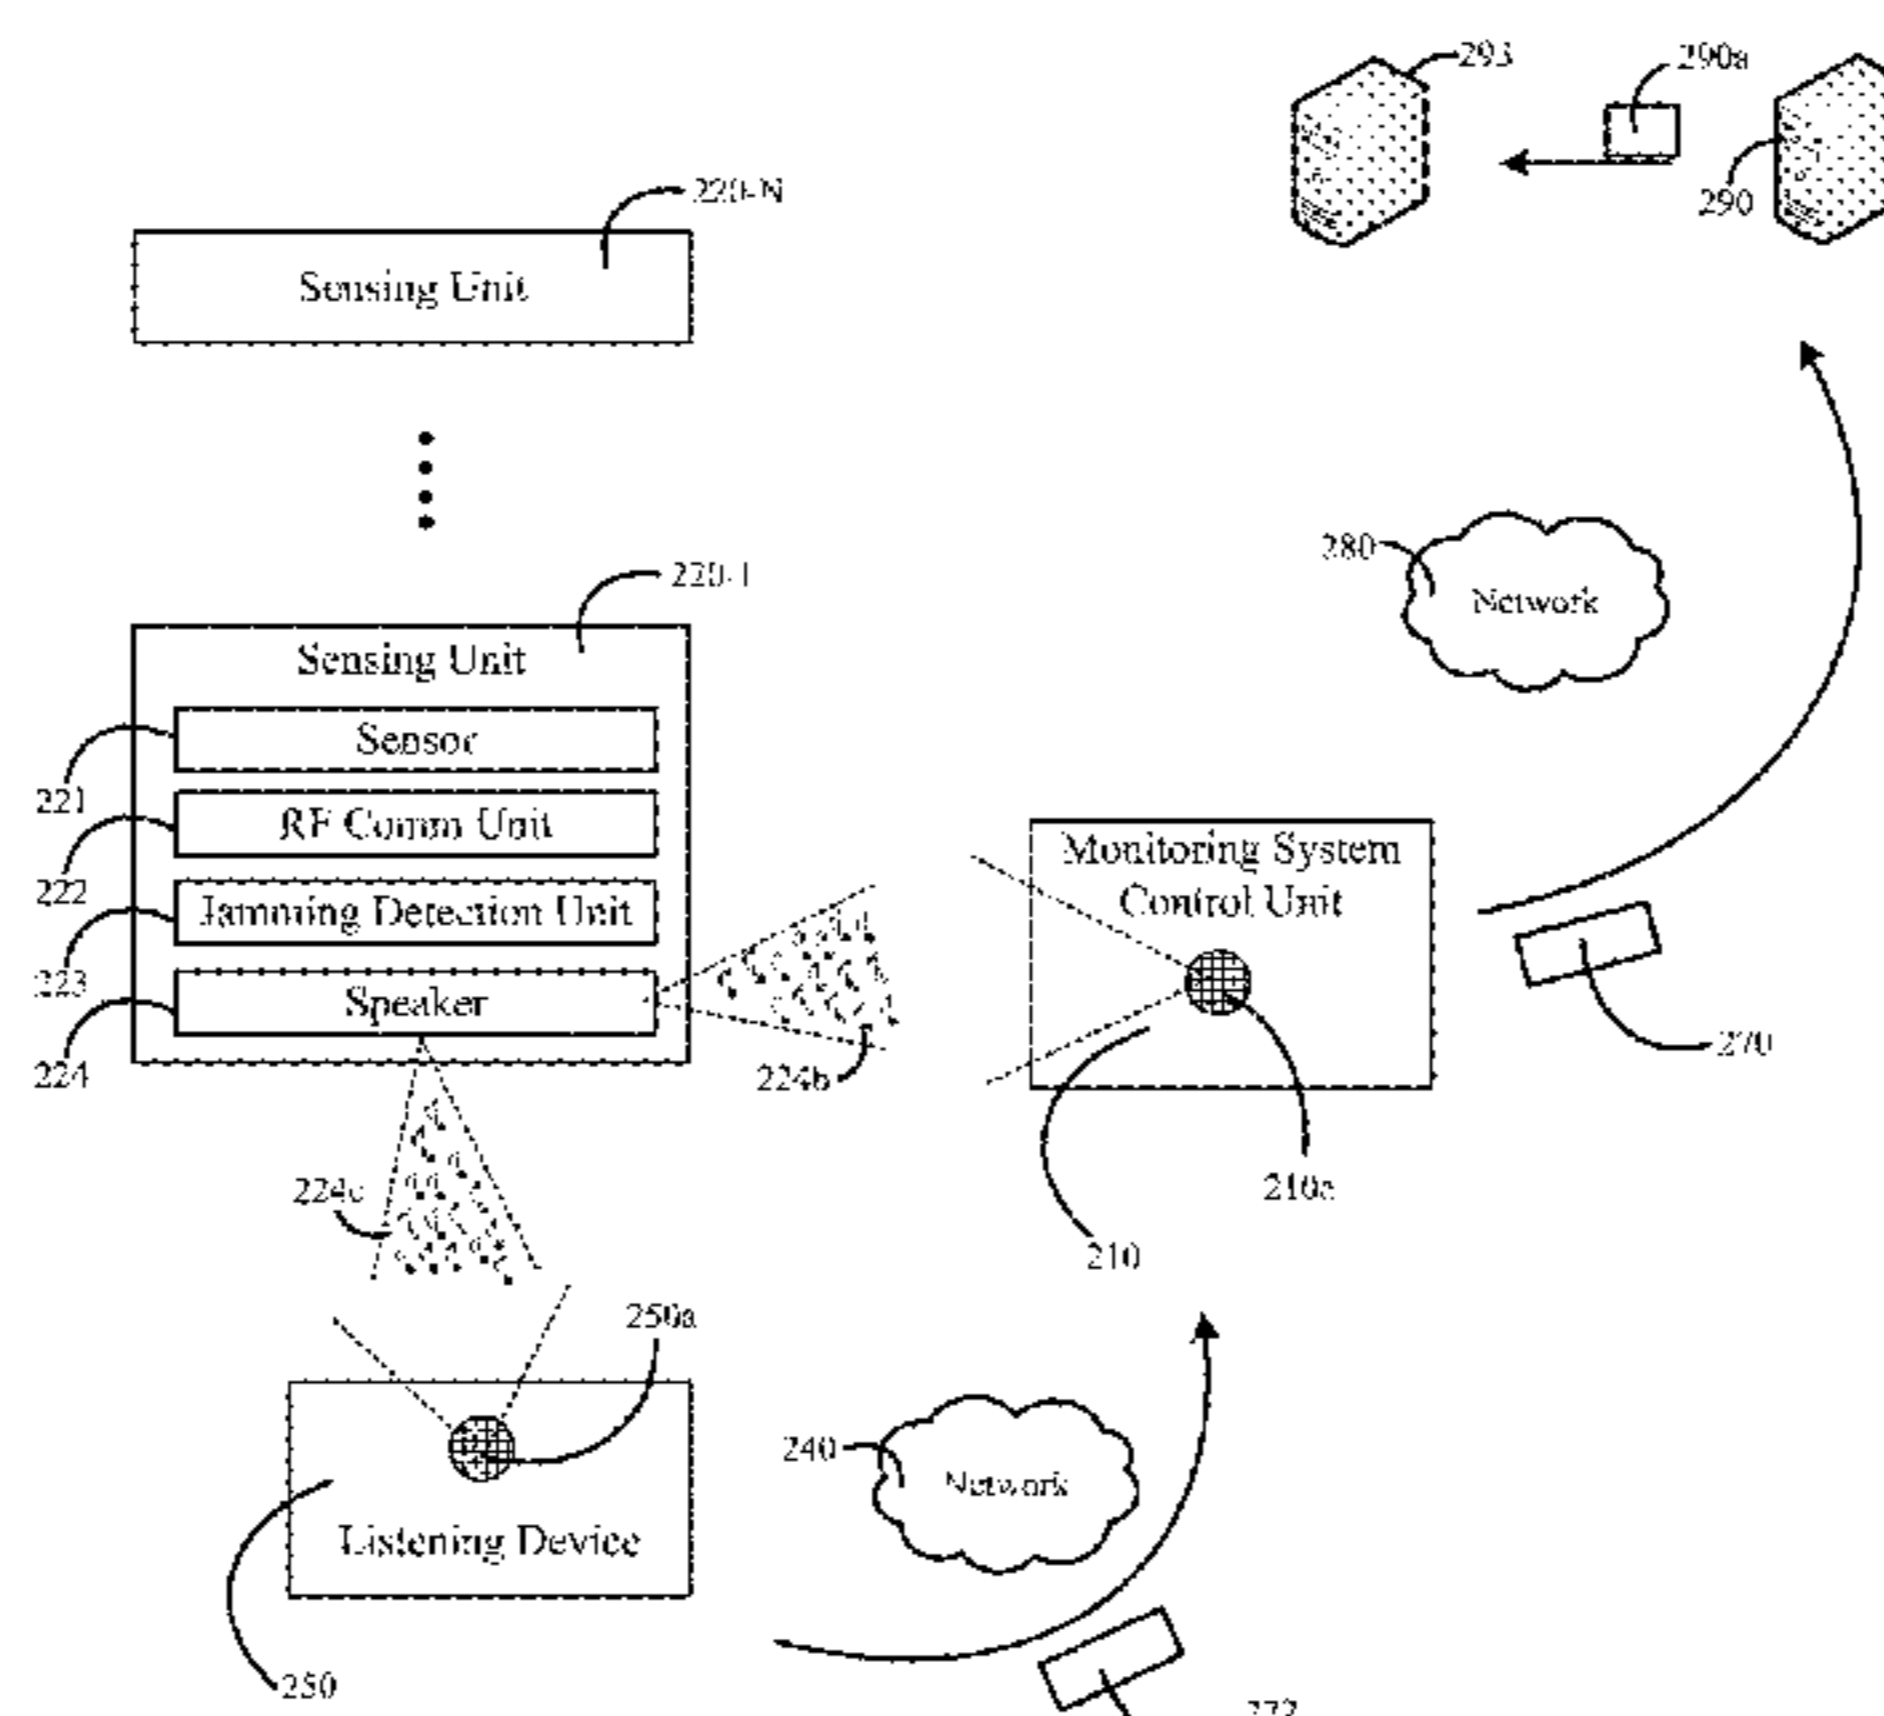 293
290a
290
220-N
Sensing Unit
280
Network
220-1
Sensing Unit
Sensor
221
RF Comm Unit
222
Jamming Detection Unit
223
Speaker
224
224b
Monitoring System
Control Unit
270
210a
210
224c
250a
240
Network
Listening Device
250